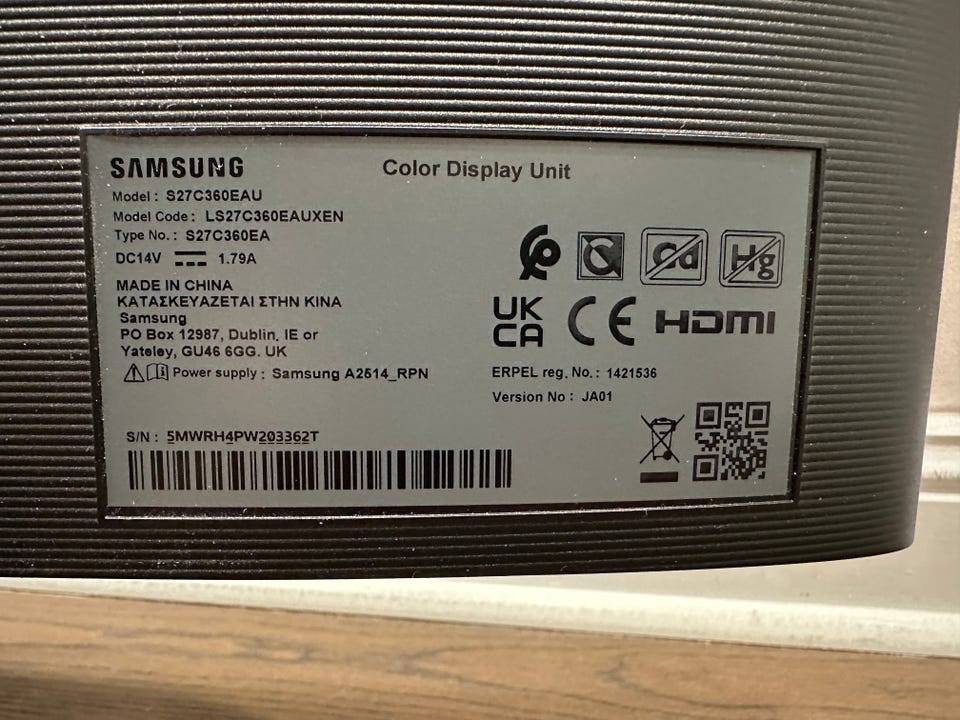 SAMSUNG
Color Display Unit
Model : S27C360EAU
Model Code : LS27C360EAUXEN
Type No. : S27C360EA
DC14V 1.79A
MADE IN CHINA
ΚΑΤΑΣΚΕΥΑΖΕΤΑΙ ΣΤΗΝ ΚΙΝΑ
Samsung
PO Box 12987, Dublin, IE or
Yateley, GU46 6GG. UK
Power supply : Samsung A2514_RPN
S/N : 5MWRH4PW203362T
Cd
Hg
UK
CA
CE
HDMI
ERPEL reg. No. : 1421536
Version No : JA01